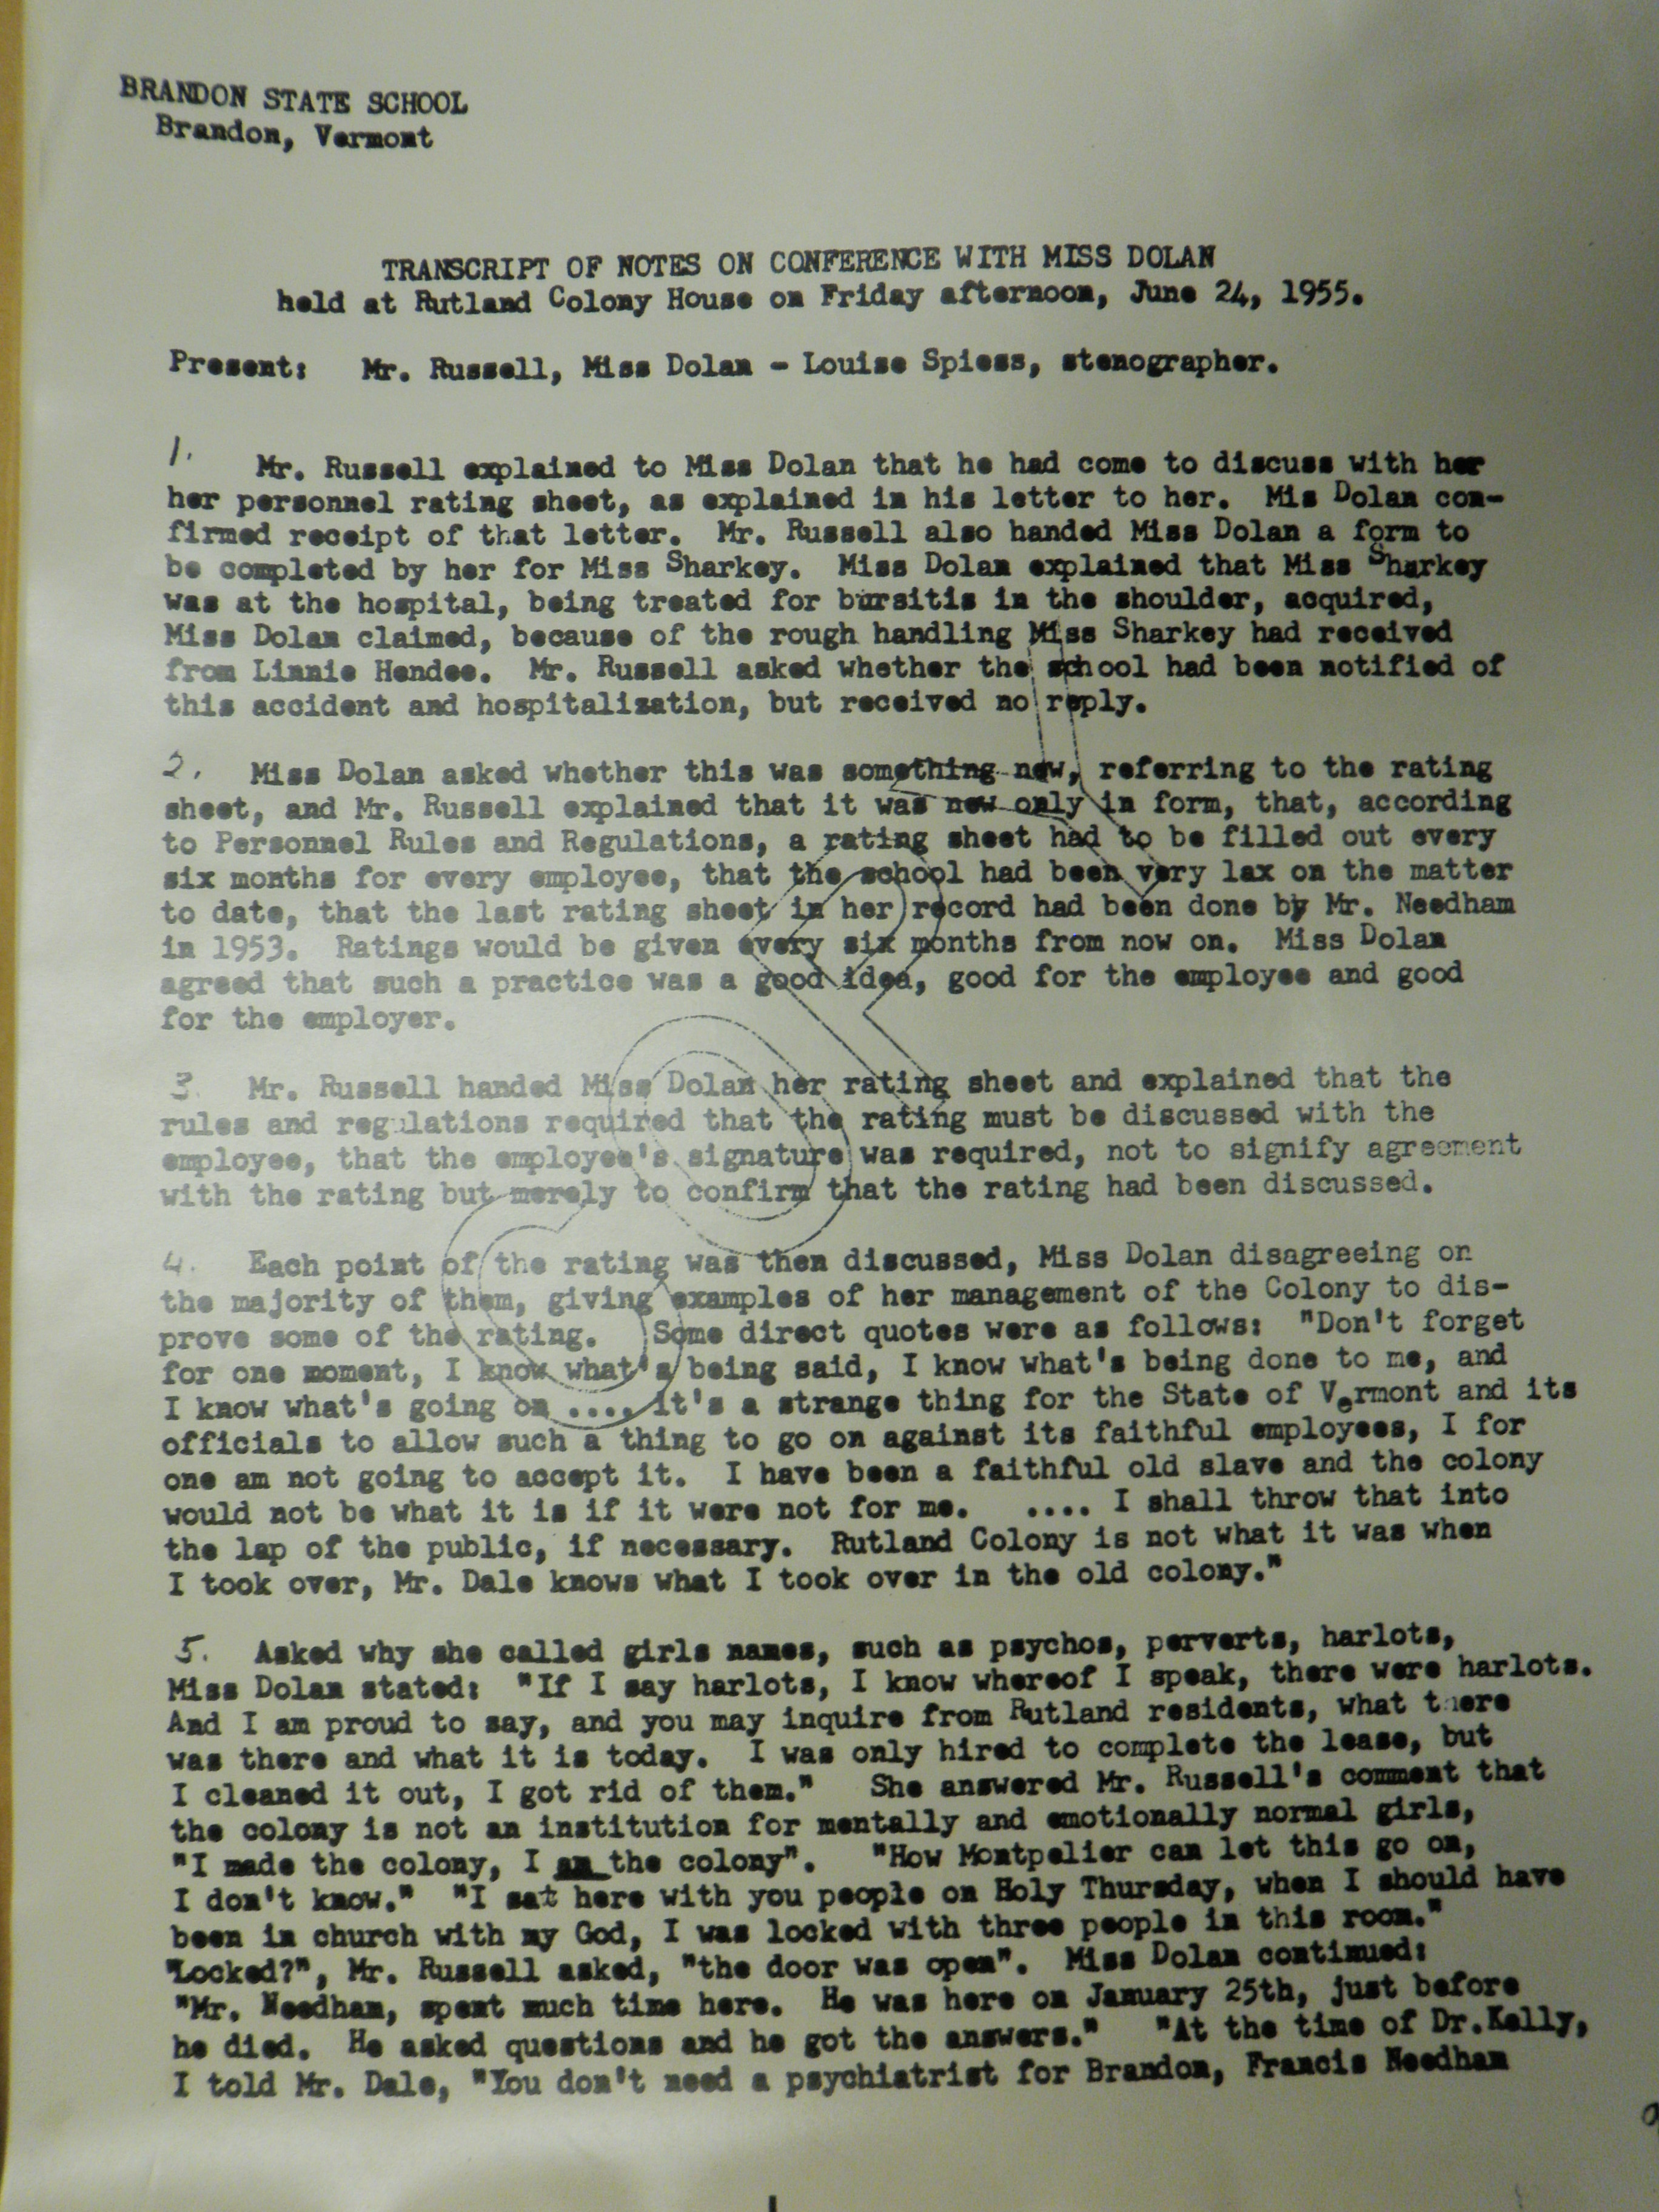 BRANDON STATE SCHOOL
Brandon, Vermont
TRANSCRIPT OF NOTES ON CONFERENCE WITH MISS DOLAN
held at Rutland Colony House on Friday afternoon, June 24, 1955.
Present: Mr. Russell, Miss Dolan - Louise Spiess, stenographer.
1. Mr. Russell explained to Miss Dolan that he had come to discuss with her
her personnel rating sheet, as explained in his letter to her. Mis Dolan con-
firmed receipt of that letter. Mr. Russell also handed Miss Dolan a form to
be completed by her for Miss Sharkey. Miss Dolan explained that Miss Sharkey
was at the hospital, being treated for bursitis in the shoulder, acquired,
Miss Dolan claimed, because of the rough handling Miss Sharkey had received
from Linnie Hendee. Mr. Russell asked whether the school had been notified of
this accident and hospitalization, but received no reply.
2. Miss Dolan asked whether this was something new, referring to the rating
sheet, and Mr. Russell explained that it was new only in form, that, according
to Personnel Rules and Regulations, a rating sheet had to be filled out every
six months for every employee, that the school had been very lax on the matter
to date, that the last rating sheet in her record had been done by Mr. Needham
in 1953. Ratings would be given every six months from now on. Miss Dolan
agreed that such a practice was a good idea, good for the employee and good
for the employer.
3. Mr. Russell handed Miss Dolan her rating sheet and explained that the
rules and regulations required that the rating must be discussed with the
employee, that the employee's signature was required, not to signify agreement
with the rating but merely to confirm that the rating had been discussed.
4. Each point of the rating was then discussed, Miss Dolan disagreeing on
the majority of them, giving examples of her management of the Colony to dis-
prove some of the rating. Some direct quotes were as follows: "Don't forget
for one moment, I know what's being said, I know what's being done to me, and
I know what's going on .... it's a strange thing for the State of Vermont and its
officials to allow such a thing to go on against its faithful employees, I for
one am not going to accept it. I have been a faithful old slave and the colony
would not be what it is if it were not for me. .... I shall throw that into
the lap of the public, if necessary. Rutland Colony is not what it was when
I took over, Mr. Dale knows what I took over in the old colony."
5. Asked why she called girls names, such as psychos, perverts, harlots,
Miss Dolan stated: "If I say harlots, I know whereof I speak, there were harlots.
And I am proud to say, and you may inquire from Rutland residents, what there
was there and what it is today. I was only hired to complete the lease, but
I cleaned it out, I got rid of them." She answered Mr. Russell's comment that
the colony is not an institution for mentally and emotionally normal girls,
"I made the colony, I am the colony". "How Montpelier can let this go on,
I don't know." "I sat here with you people on Holy Thursday, when I should have
been in church with my God, I was locked with three people in this room."
"Locked?", Mr. Russell asked, "the door was open". Miss Dolan continued:
"Mr. Needham, spent much time here. He was here on January 25th, just before
he died. He asked questions and he got the answers." "At the time of Dr.Kelly,
I told Mr. Dale, "You don't need a psychiatrist for Brandon, Francis Needham